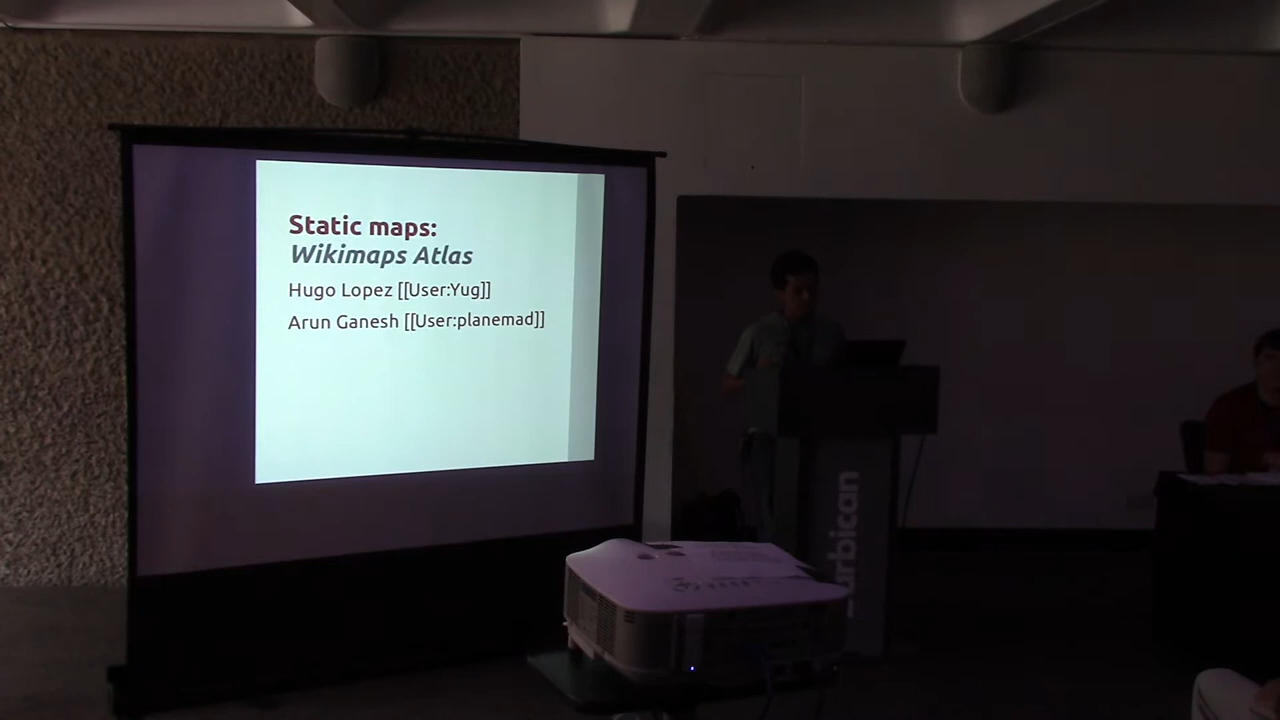 Static maps:
Wikimaps Atlas
Hugo Lopez [[User:Yug]]
Arun Ganesh [[User:planemad]]